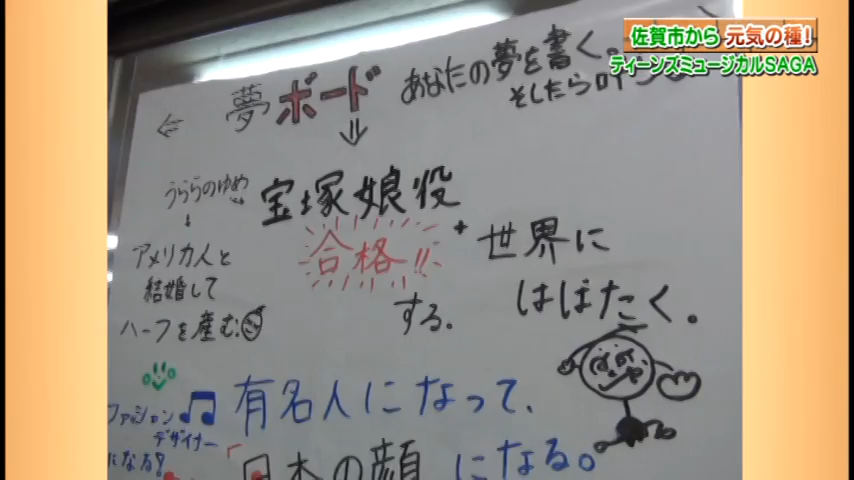 佐賀市から 元気の種!
ティーンズミュージカルSAGA
夢ボード
あなたの夢を書く。
そしたら叶う
うららのゆめ
宝塚娘役
合格!!
する。
世界に
はばたく。
アメリカ人と
結婚して
ハーフを産む。
有名人になって、
「日本の顔になる。
ファッション
デザイナー
になる!